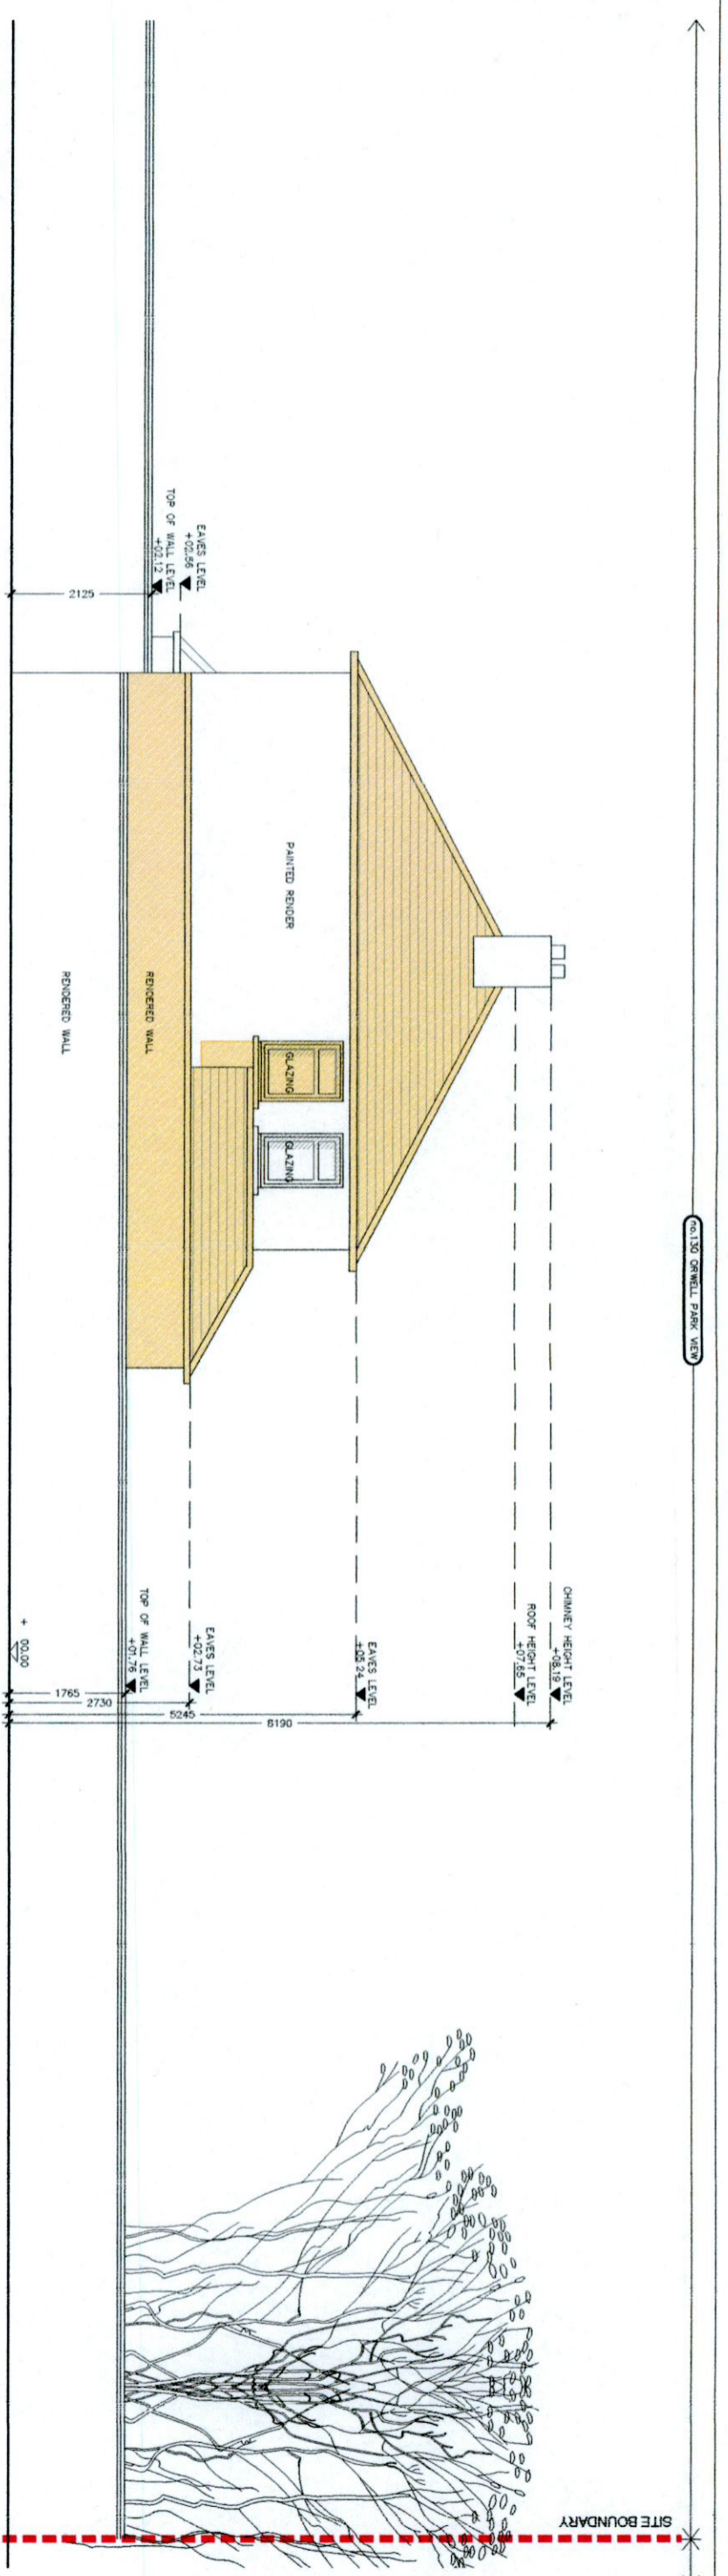 no.130 ORWELL PARK VIEW
SITE BOUNDARY
CHIMNEY HEIGHT LEVEL
+08.19
ROOF HEIGHT LEVEL
+07.65
EAVES LEVEL
+05.24
EAVES LEVEL
+02.73
TOP OF WALL LEVEL
+01.76
+ 00.00
1765
2730
5245
8190
EAVES LEVEL
+02.56
TOP OF WALL LEVEL
+02.12
2125
PAINTED RENDER
GLAZING
GLAZING
RENDERED WALL
RENDERED WALL